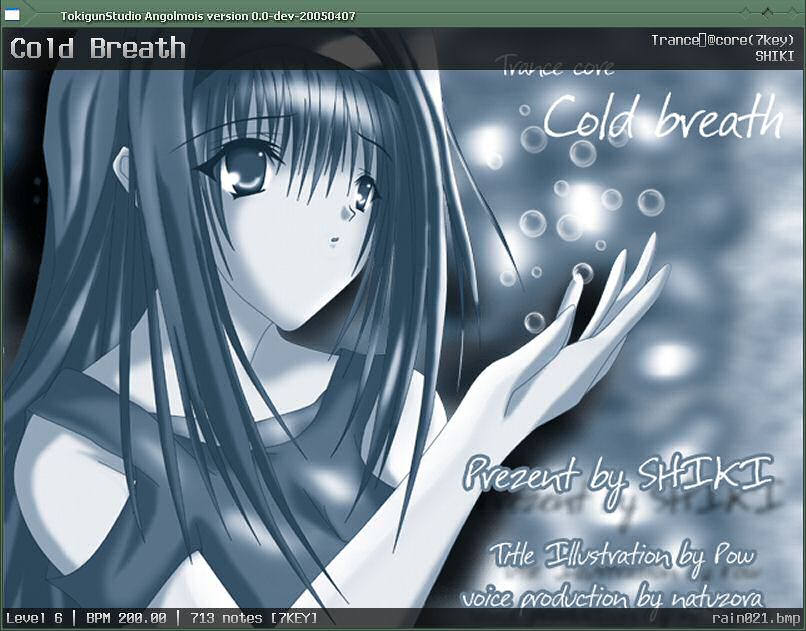 TokigunStudio Angolmois version 0.0-dev-20050407
Cold Breath
Trance @core(7key)
SHIKI
Trance core
Cold breath
Prezent by SHIKI
Title Illustration by Pow
voice production by natuzora
Level 6 | BPM 200.00 | 713 notes [7KEY]
rain021.bmp